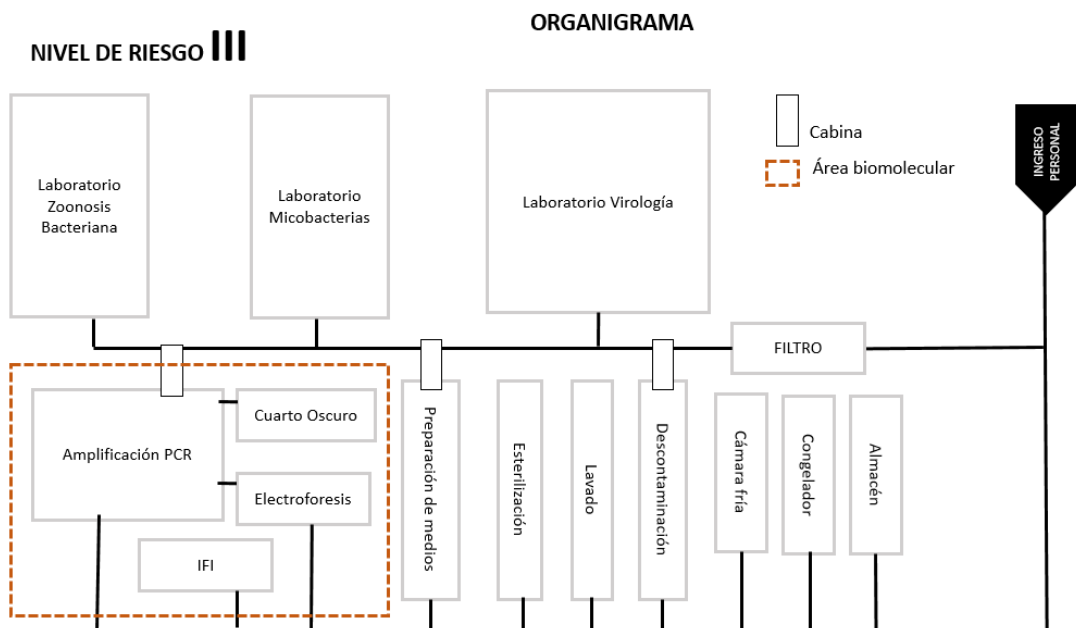 ORGANIGRAMA
NIVEL DE RIESGO III
Laboratorio
Zoonosis
Bacteriana
Laboratorio
Micobacterias
Laboratorio Virología
Cabina
Área biomolecular
INGRESO
PERSONAL
FILTRO
Amplificación PCR
Cuarto Oscuro
Electroforesis
IFI
Preparación de medios
Esterilización
Lavado
Descontaminación
Cámara fría
Congelador
Almacén